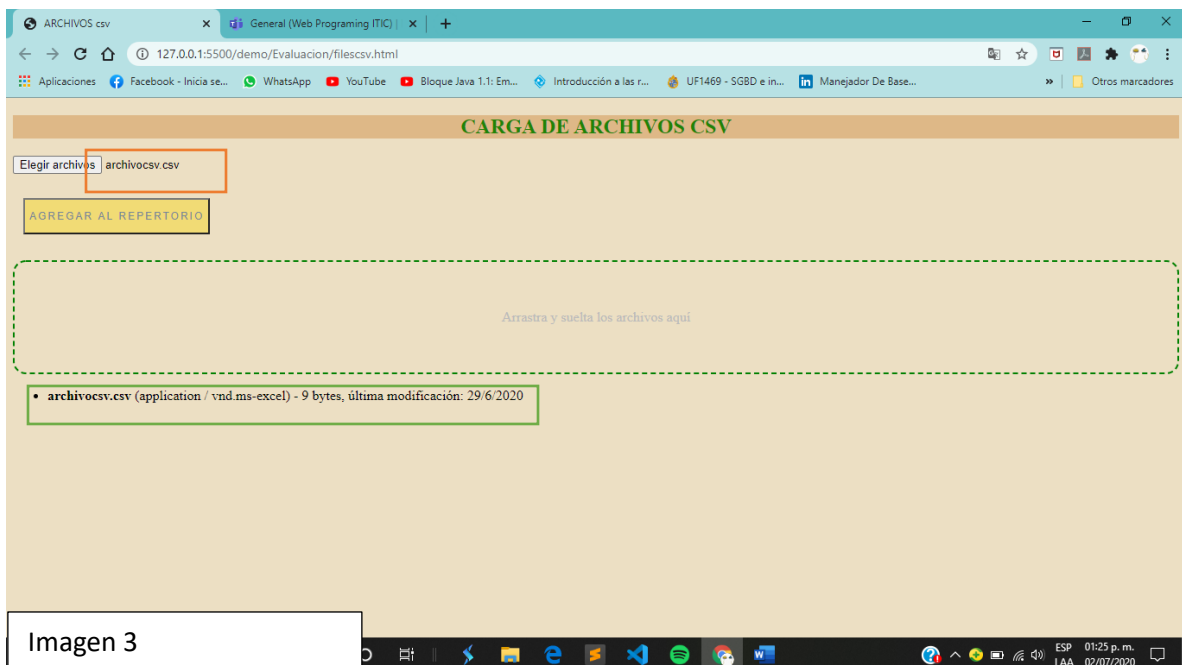 ARCHIVOS csv
General (Web Programing ITIC) |
127.0.0.1:5500/demo/Evaluacion/filescsv.html
Aplicaciones Facebook - Inicia se... WhatsApp YouTube Bloque Java 1.1: Em... Introducción a las r... UF1469 - SGBD e in... Manejador De Base... » Otros marcadores
CARGA DE ARCHIVOS CSV
Elegir archivos archivocsv.csv
AGREGAR AL REPERTORIO
Arrastra y suelta los archivos aquí
• archivocsv.csv (application / vnd.ms-excel) - 9 bytes, última modificación: 29/6/2020
Imagen 3
ESP 01:25 p. m.
LAA 02/07/2020